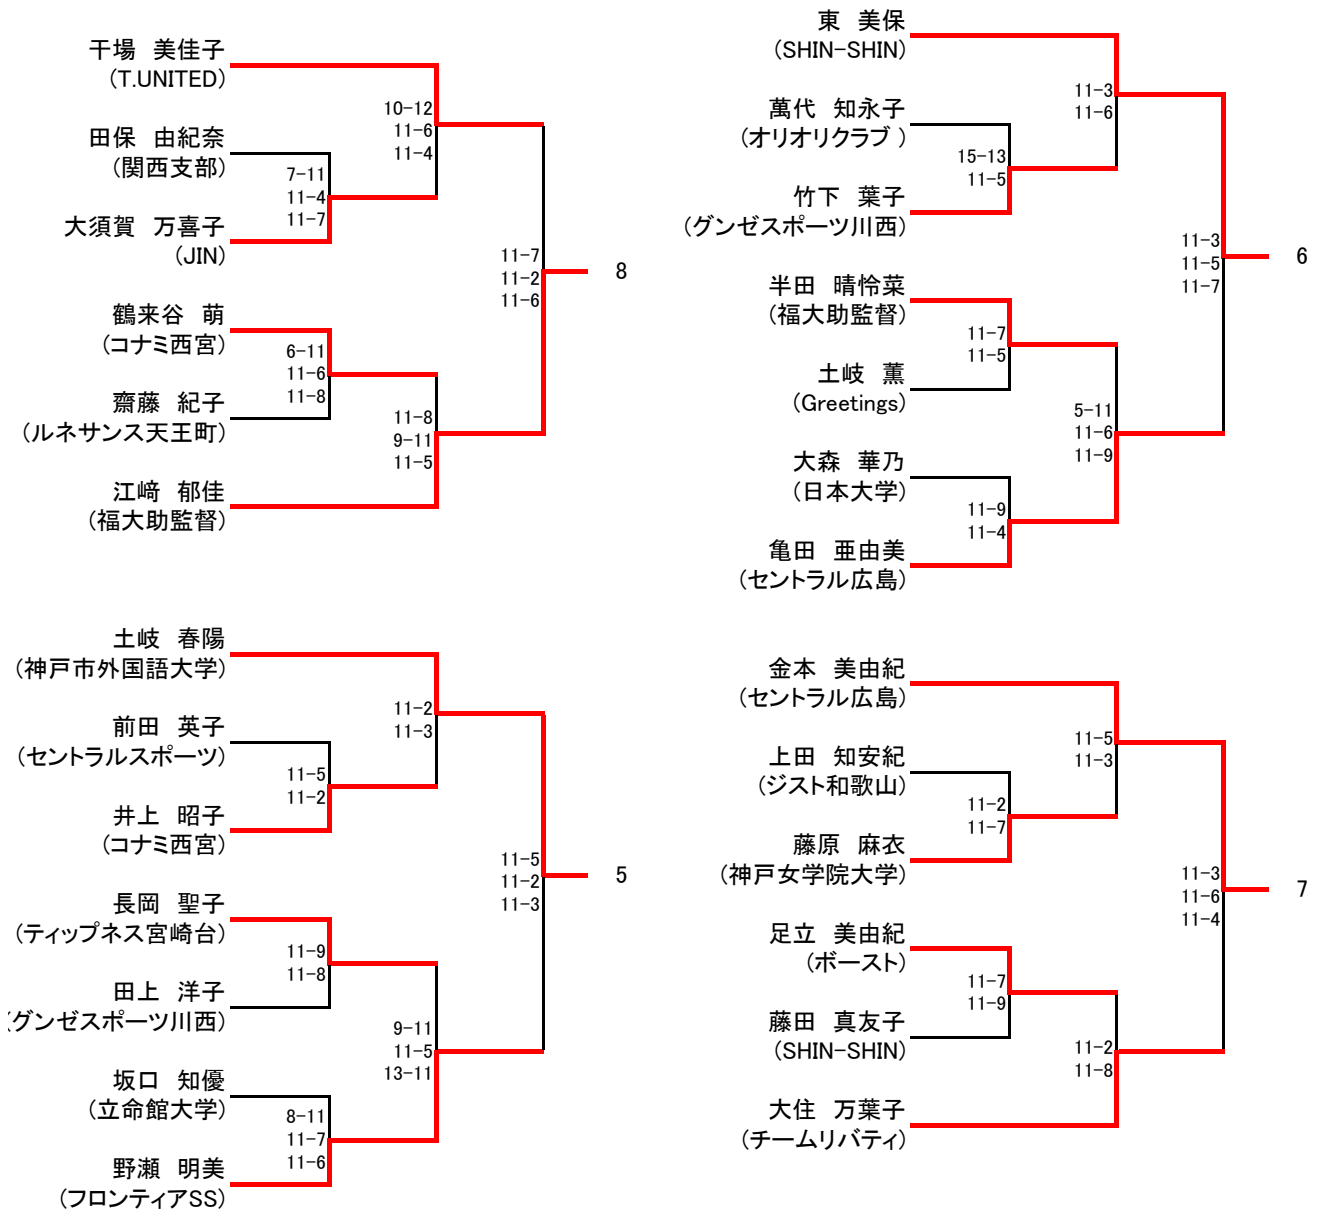 干場 美佳子
(T.UNITED)
10-12
11-6
11-4
田保 由紀奈
(関西支部)
7-11
11-4
11-7
大須賀 万喜子
(JIN)
11-7
11-2
11-6
8
鶴来谷 萌
(コナミ西宮)
6-11
11-6
11-8
齋藤 紀子
(ルネサンス天王町)
11-8
9-11
11-5
江﨑 郁佳
(福大助監督)
東 美保
(SHIN-SHIN)
11-3
11-6
萬代 知永子
(オリオリクラブ )
15-13
11-5
竹下 葉子
(グンゼスポーツ川西)
11-3
11-5
11-7
6
半田 晴怜菜
(福大助監督)
11-7
11-5
土岐 薫
(Greetings)
5-11
11-6
11-9
大森 華乃
(日本大学)
11-9
11-4
亀田 亜由美
(セントラル広島)
土岐 春陽
(神戸市外国語大学)
11-2
11-3
前田 英子
(セントラルスポーツ)
11-5
11-2
井上 昭子
(コナミ西宮)
11-5
11-2
11-3
5
長岡 聖子
(ティップネス宮崎台)
11-9
11-8
田上 洋子
(グンゼスポーツ川西)
9-11
11-5
13-11
坂口 知優
(立命館大学)
8-11
11-7
11-6
野瀬 明美
(フロンティアSS)
金本 美由紀
(セントラル広島)
11-5
11-3
上田 知安紀
(ジスト和歌山)
11-2
11-7
藤原 麻衣
(神戸女学院大学)
11-3
11-6
11-4
7
足立 美由紀
(ボースト)
11-7
11-9
藤田 真友子
(SHIN-SHIN)
11-2
11-8
大住 万葉子
(チームリバティ)